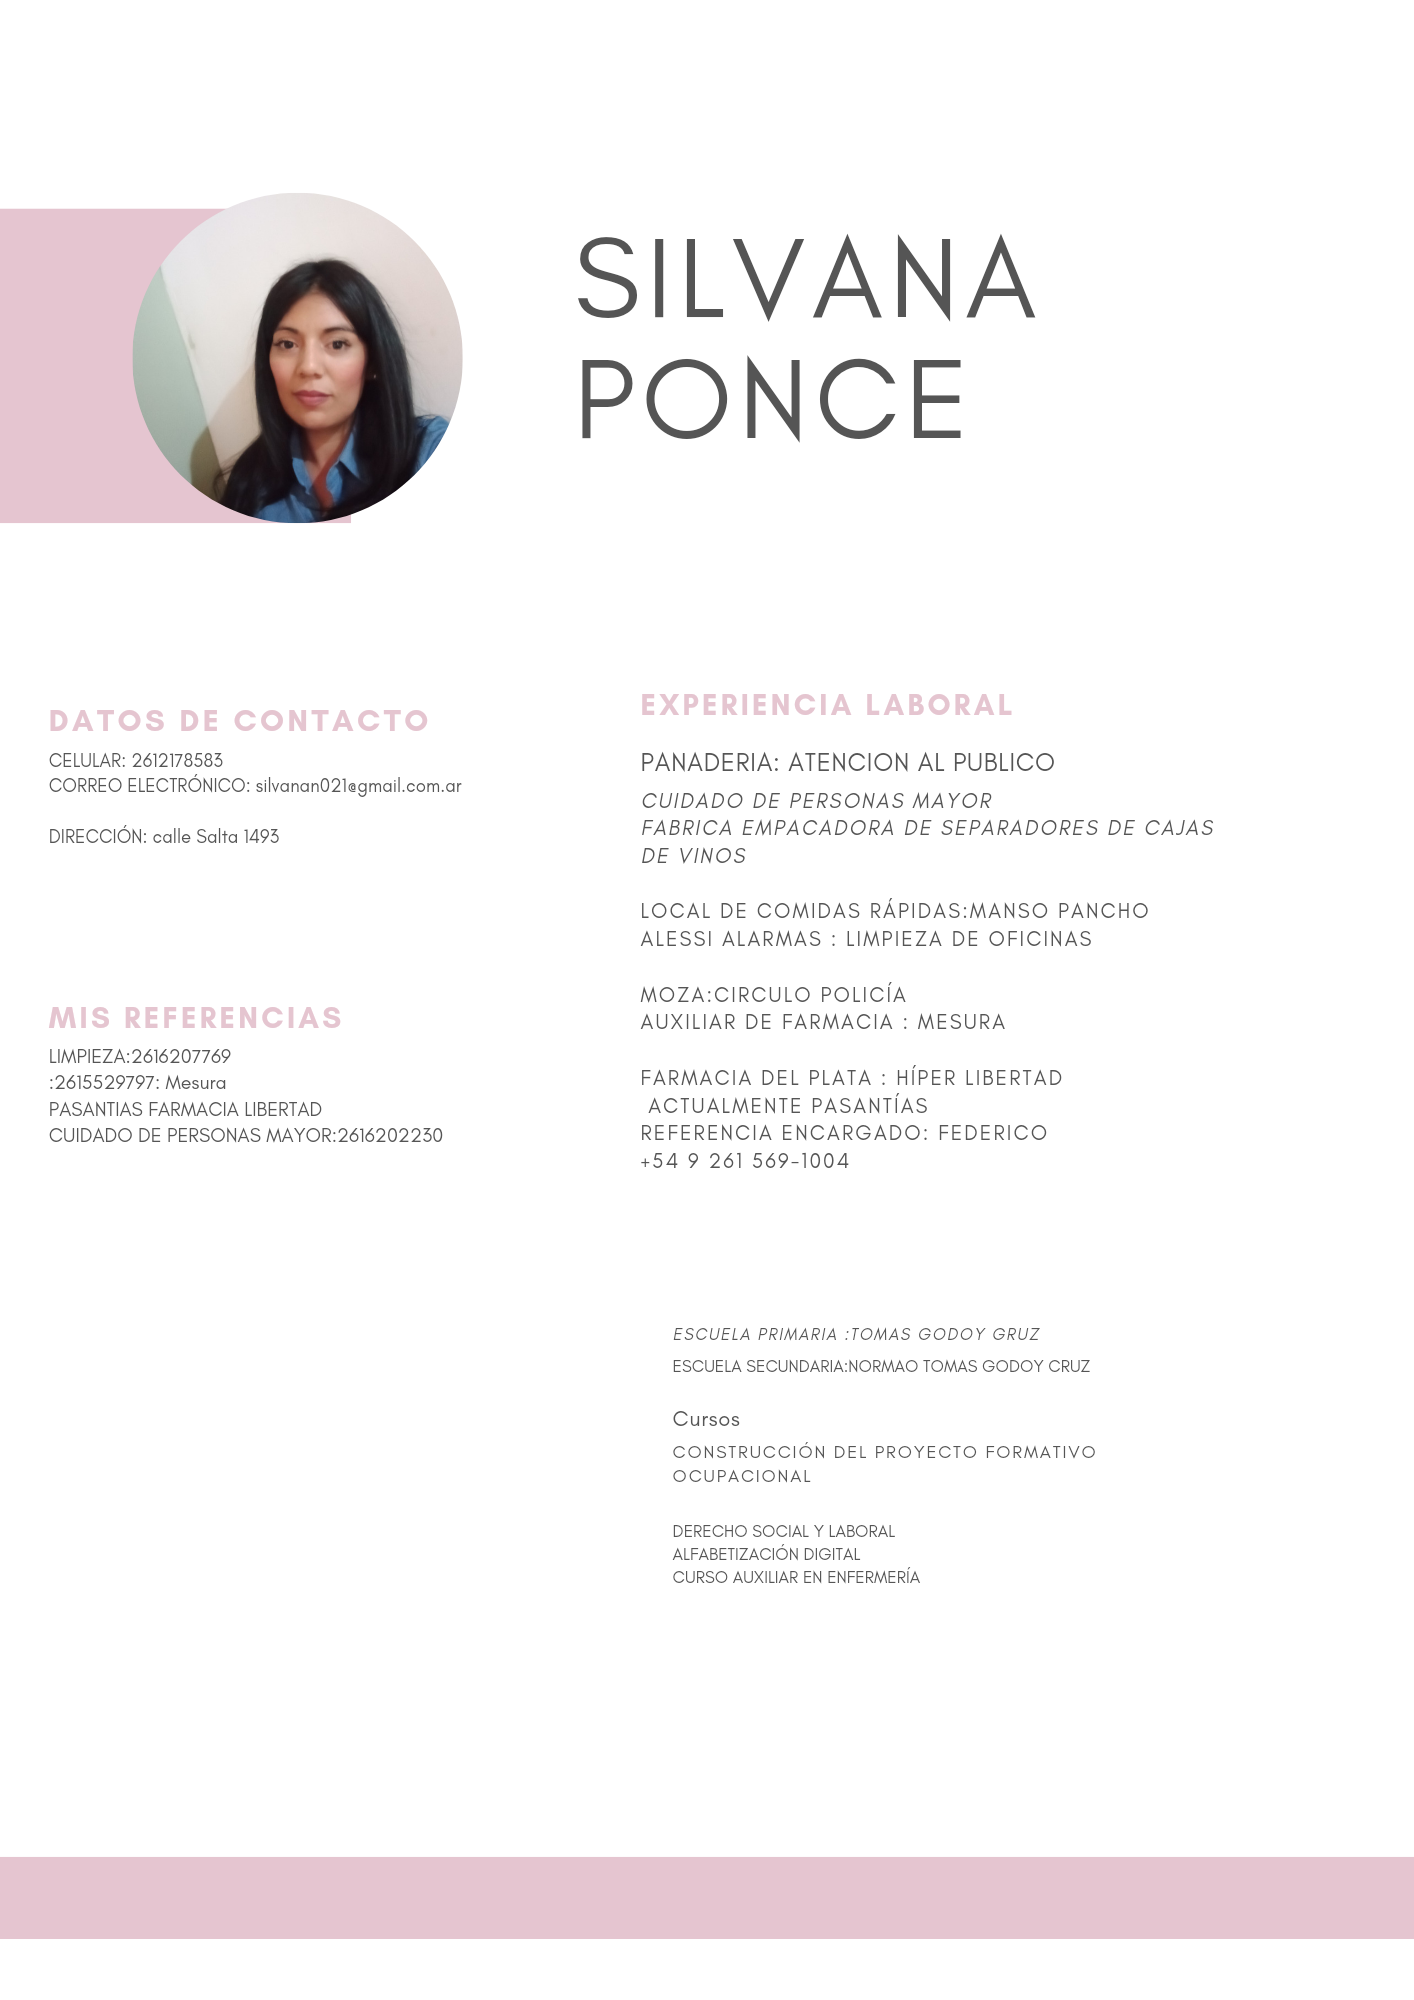 SILVANA
PONCE
DATOS DE CONTACTO
CELULAR: 2612178583
CORREO ELECTRÓNICO: silvanan021@gmail.com.ar
DIRECCIÓN: calle Salta 1493
MIS REFERENCIAS
LIMPIEZA:2616207769
:2615529797: Mesura
PASANTIAS FARMACIA LIBERTAD
CUIDADO DE PERSONAS MAYOR:2616202230
EXPERIENCIA LABORAL
PANADERIA: ATENCION AL PUBLICO
CUIDADO DE PERSONAS MAYOR
FABRICA EMPACADORA DE SEPARADORES DE CAJAS
DE VINOS
LOCAL DE COMIDAS RÁPIDAS:MANSO PANCHO
ALESSI ALARMAS : LIMPIEZA DE OFICINAS
MOZA:CIRCULO POLICÍA
AUXILIAR DE FARMACIA : MESURA
FARMACIA DEL PLATA : HÍPER LIBERTAD
ACTUALMENTE PASANTÍAS
REFERENCIA ENCARGADO: FEDERICO
+54 9 261 569-1004
ESCUELA PRIMARIA :TOMAS GODOY GRUZ
ESCUELA SECUNDARIA:NORMAO TOMAS GODOY CRUZ
Cursos
CONSTRUCCIÓN DEL PROYECTO FORMATIVO
OCUPACIONAL
DERECHO SOCIAL Y LABORAL
ALFABETIZACIÓN DIGITAL
CURSO AUXILIAR EN ENFERMERÍA